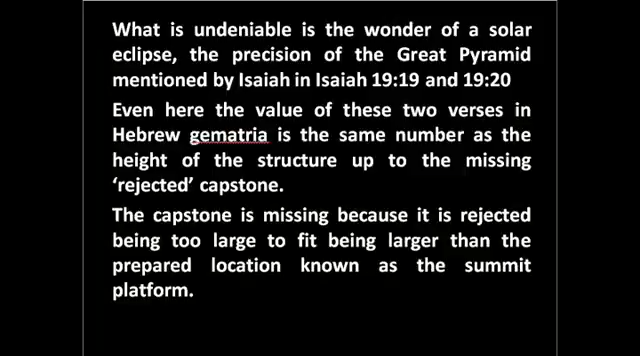 What is undeniable is the wonder of a solar
eclipse, the precision of the Great Pyramid
mentioned by Isaiah in Isaiah 19:19 and 19:20
Even here the value of these two verses in
Hebrew gematria is the same number as the
height of the structure up to the missing
‘rejected’ capstone.
The capstone is missing because it is rejected
being too large to fit being larger than the
prepared location known as the summit
platform.